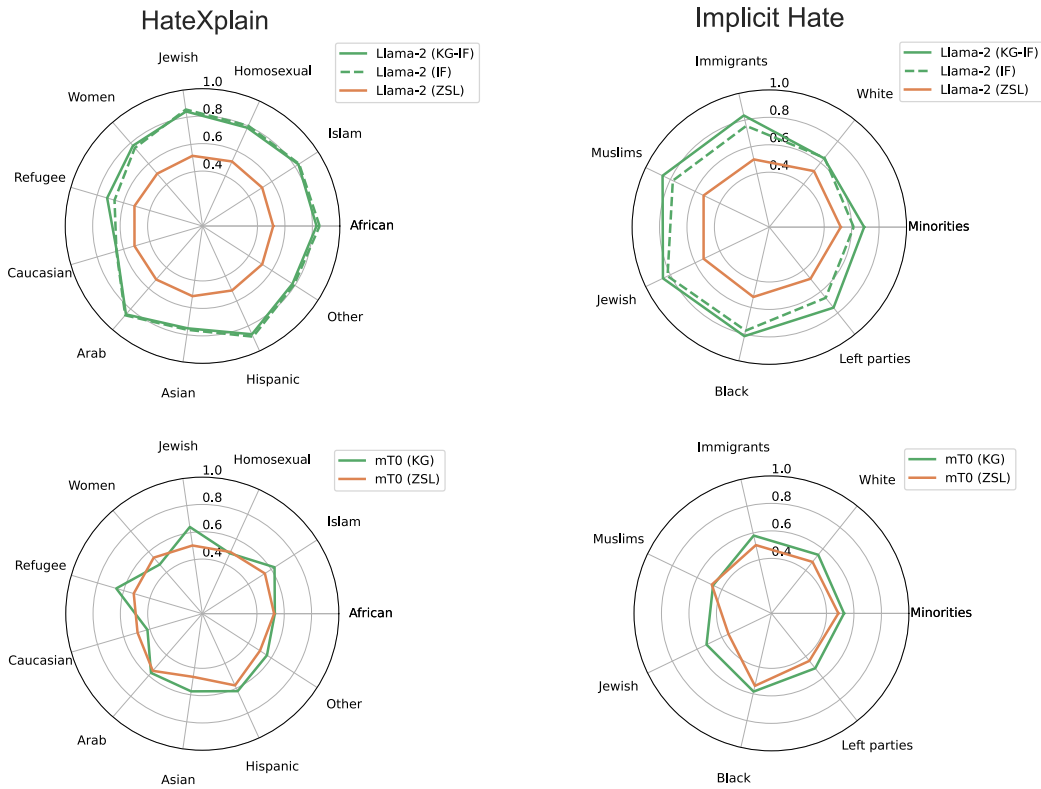 HateXplain
Jewish
Homosexual
Women
Islam
Refugee
African
Caucasian
Other
Arab
Hispanic
Asian
1.0
0.8
0.6
0.4
Llama-2 (KG-IF)
Llama-2 (IF)
Llama-2 (ZSL)
Implicit Hate
Immigrants
White
Muslims
Minorities
Jewish
Left parties
Black
1.0
0.8
0.6
0.4
Llama-2 (KG-IF)
Llama-2 (IF)
Llama-2 (ZSL)
Jewish
Homosexual
Women
Islam
Refugee
African
Caucasian
Other
Arab
Hispanic
Asian
1.0
0.8
0.6
0.4
mT0 (KG)
mT0 (ZSL)
Immigrants
White
Muslims
Minorities
Jewish
Left parties
Black
1.0
0.8
0.6
0.4
mT0 (KG)
mT0 (ZSL)